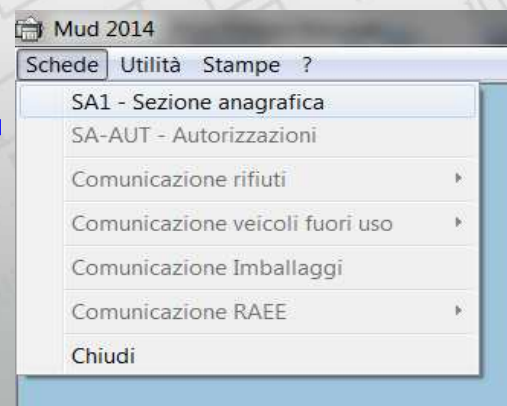 Mud 2014
Schede Utilità Stampe ?
SA1 - Sezione anagrafica
SA-AUT - Autorizzazioni
Comunicazione rifiuti
Comunicazione veicoli fuori uso
Comunicazione Imballaggi
Comunicazione RAEE
Chiudi